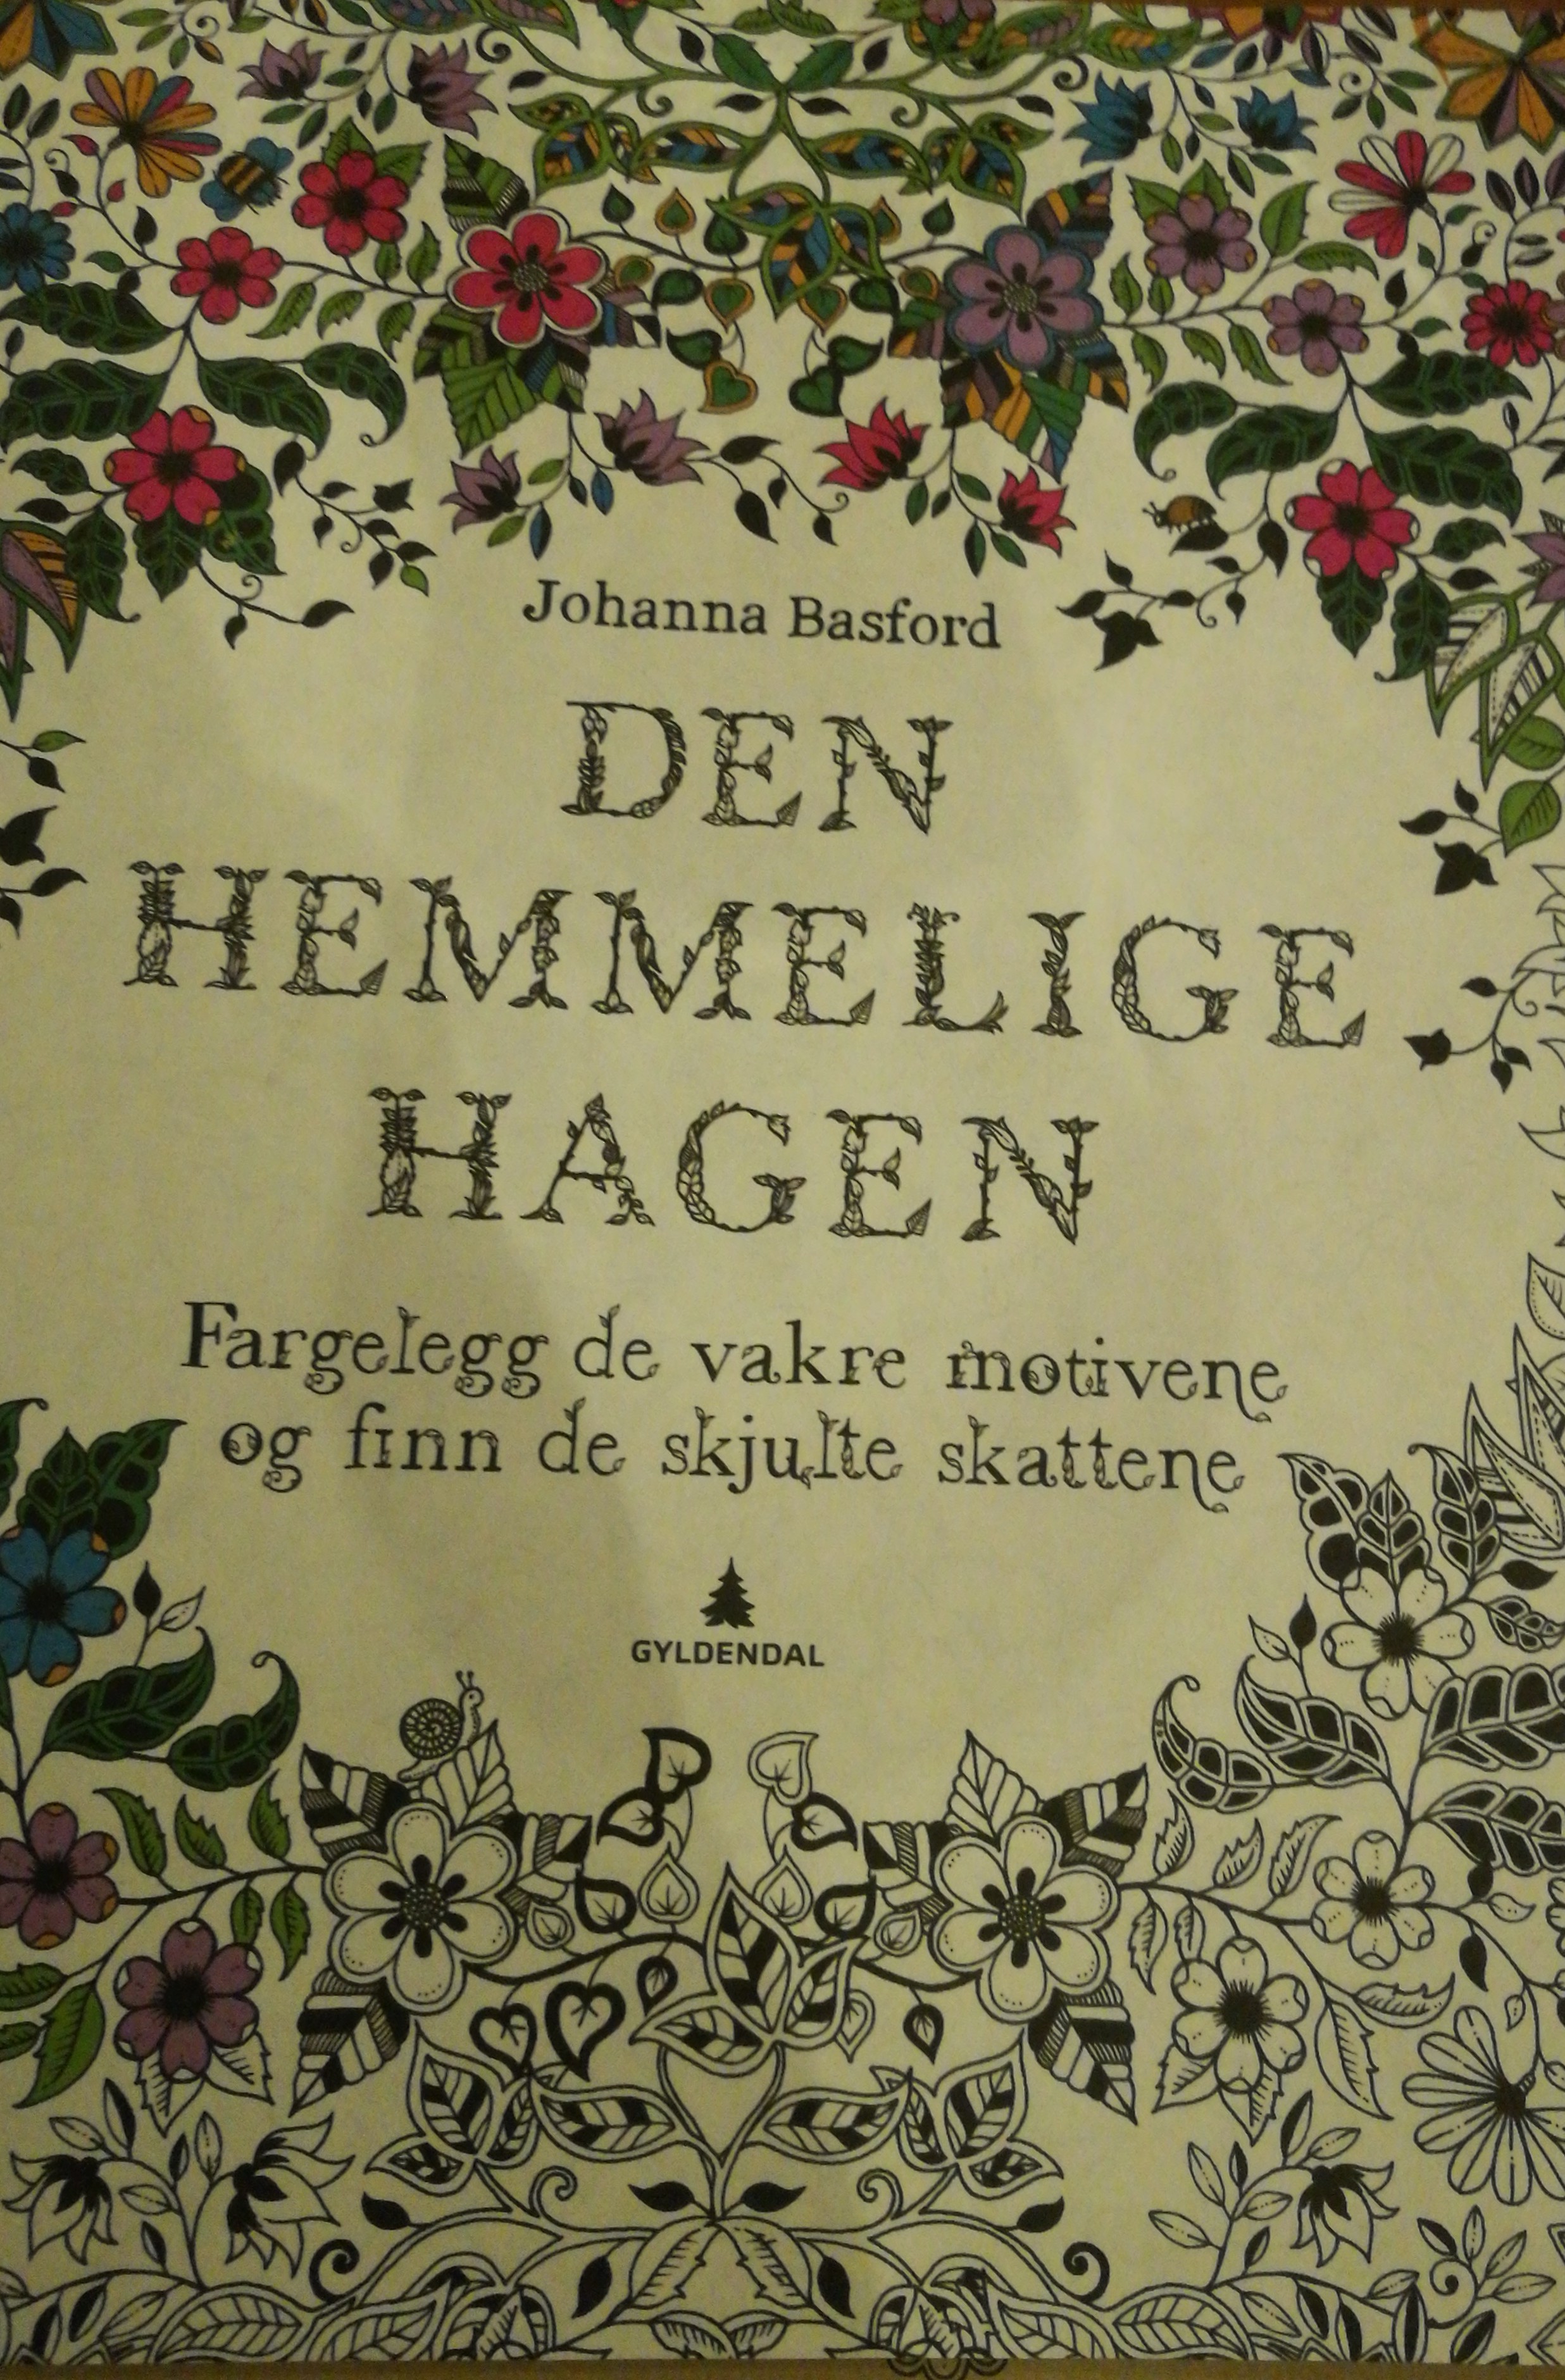 Johanna Basford
DEN
HEMMELIGE
HAGEN
Fargelegg de vakre motivene
og finn de skjulte skattene
GYLDENDAL